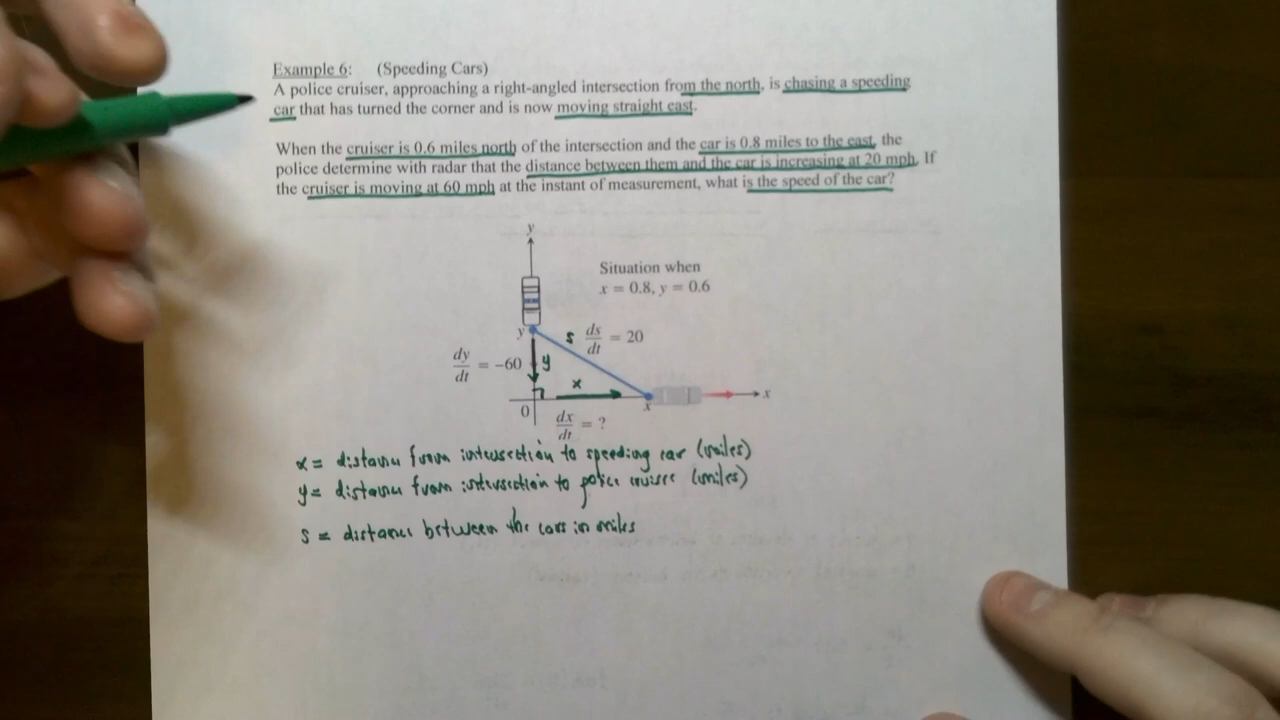 Example 6: (Speeding Cars)
A police cruiser, approaching a right-angled intersection from the north, is chasing a speeding
car that has turned the corner and is now moving straight east.
When the cruiser is 0.6 miles north of the intersection and the car is 0.8 miles to the east, the
police determine with radar that the distance between them and the car is increasing at 20 mph. If
the cruiser is moving at 60 mph at the instant of measurement, what is the speed of the car?
y
Situation when
x = 0.8, y = 0.6
y
s ds/dt = 20
dy/dt = -60
y
x
0
x
x
dx/dt = ?
x = distance from intersection to speeding car (miles)
y = distance from intersection to police cruiser (miles)
s = distance between the cars in miles